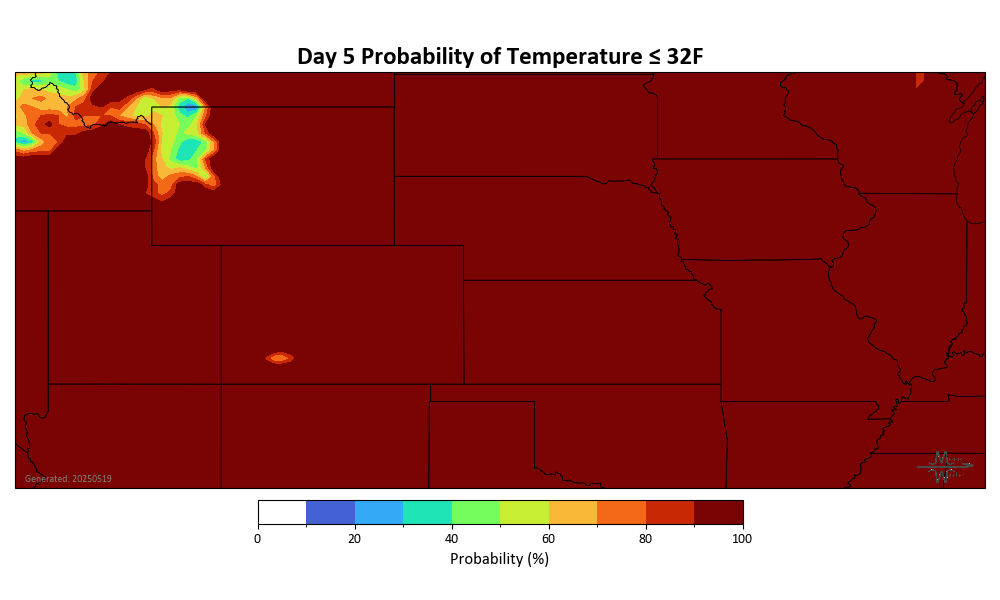 Day 5 Probability of Temperature ≤ 32F
Generated: 20250519
0 20 40 60 80 100
Probability (%)